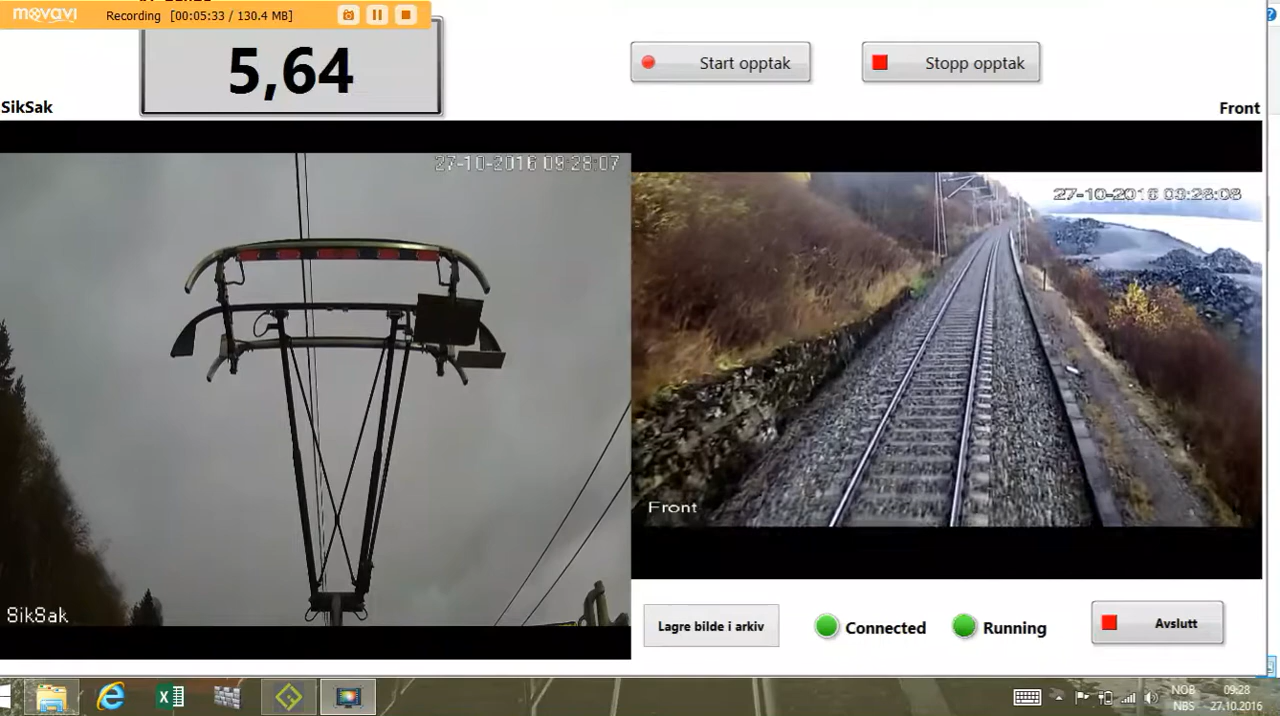 movavi Recording [00:05:33 / 130.4 MB]
5,64
Start opptak
Stopp opptak
SikSak
Front
27-10-2016 09:28:07
27-10-2016 09:28:08
Front
SikSak
Lagre bilde i arkiv
Connected
Running
Avslutt
NOB
NBS
09:28
27.10.2016